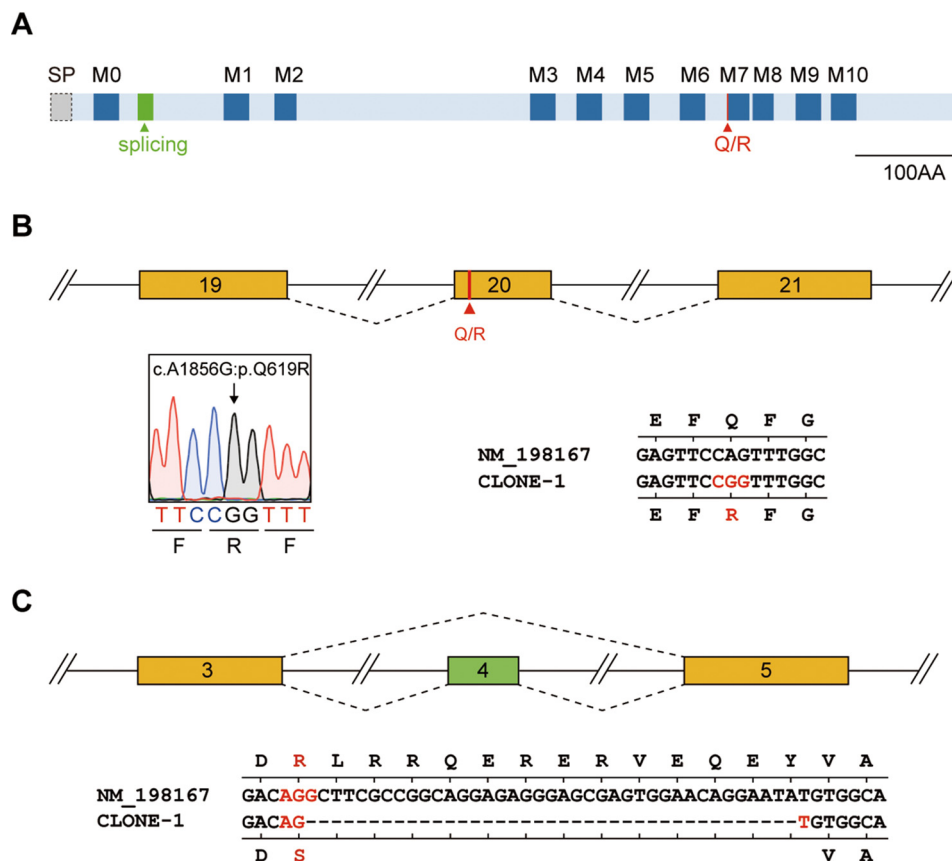 A
SP M0 M1 M2 M3 M4 M5 M6 M7 M8 M9 M10
splicing Q/R
100AA
B
19 20 21
Q/R
c.A1856G:p.Q619R
TTCCGGTTT
F R F
E F Q F G
NM_198167 GAGTTCCAGTTTGGC
CLONE-1 GAGTTCCGGTTTGGC
E F R F G
C
3 4 5
D R L R R Q E R E R V E Q E Y V A
NM_198167 GACAGGCTTCGCCGGCAGGAGAGGGAGCGAGTGGAACAGGAATATGTGGCA
CLONE-1 GACAG---------------------------------------TGTGGCA
D S V A